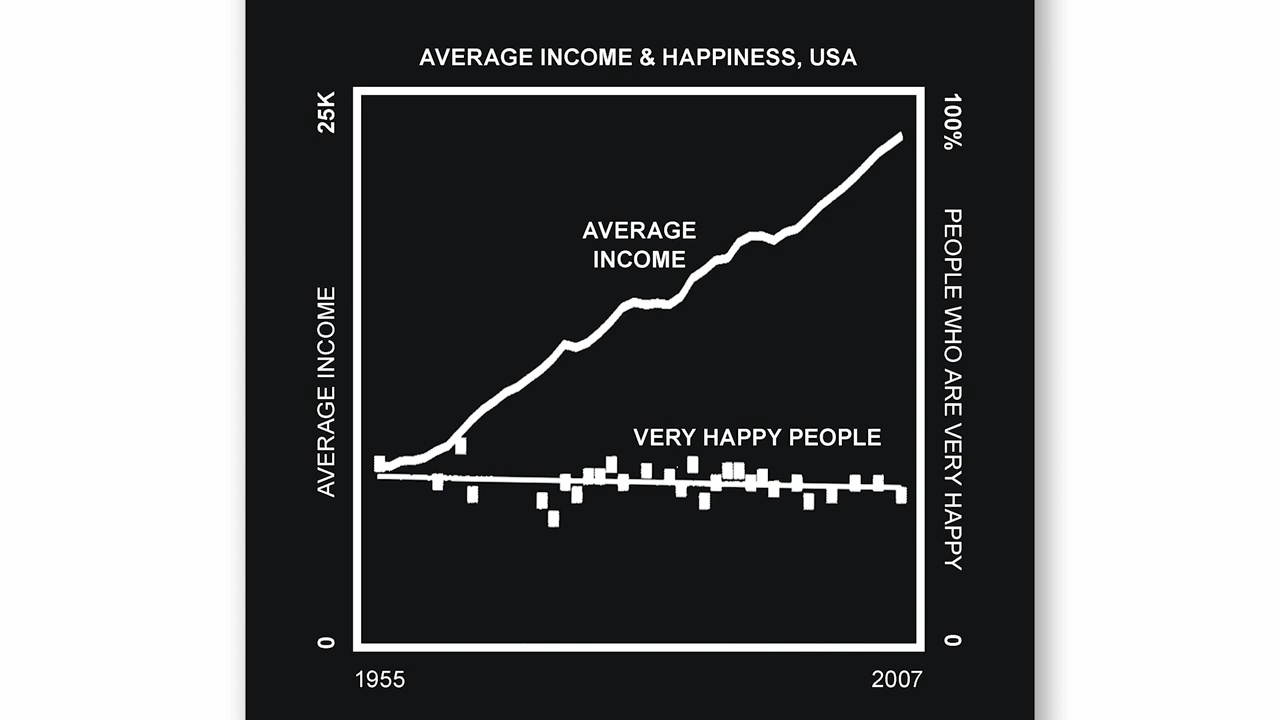 AVERAGE INCOME & HAPPINESS, USA
25K
100%
AVERAGE INCOME
AVERAGE
INCOME
PEOPLE WHO ARE VERY HAPPY
VERY HAPPY PEOPLE
0
0
1955
2007